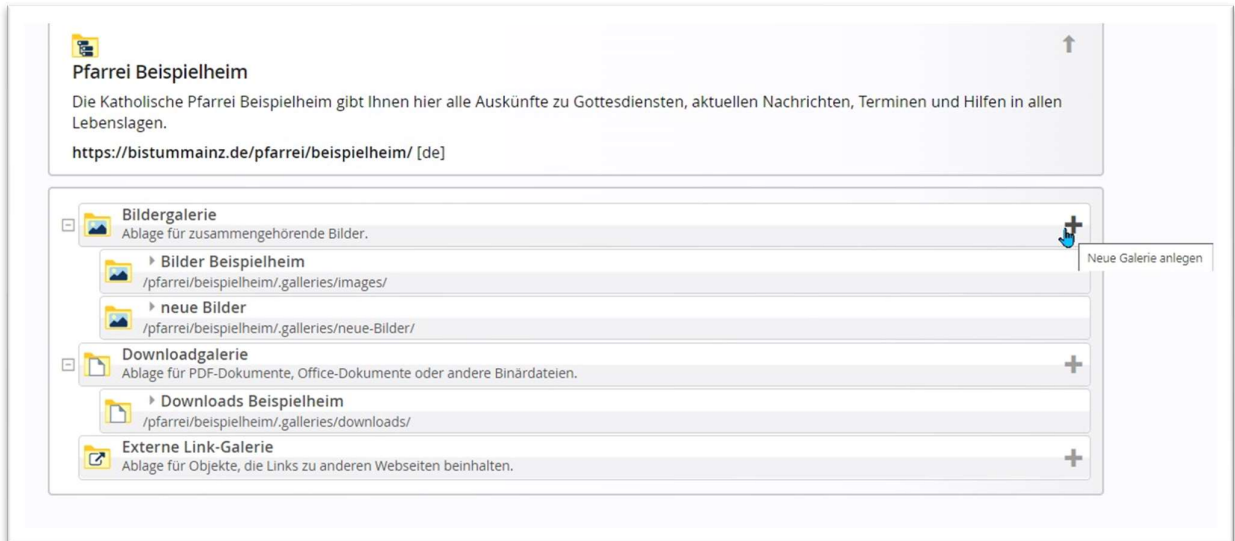 Pfarrei Beispielheim
Die Katholische Pfarrei Beispielheim gibt Ihnen hier alle Auskünfte zu Gottesdiensten, aktuellen Nachrichten, Terminen und Hilfen in allen
Lebenslagen.
https://bistummainz.de/pfarrei/beispielheim/ [de]
Bildergalerie
Ablage für zusammengehörende Bilder.
Neue Galerie anlegen
Bilder Beispielheim
/pfarrei/beispielheim/.galleries/images/
neue Bilder
/pfarrei/beispielheim/.galleries/neue-Bilder/
Downloadgalerie
Ablage für PDF-Dokumente, Office-Dokumente oder andere Binärdateien.
Downloads Beispielheim
/pfarrei/beispielheim/.galleries/downloads/
Externe Link-Galerie
Ablage für Objekte, die Links zu anderen Webseiten beinhalten.